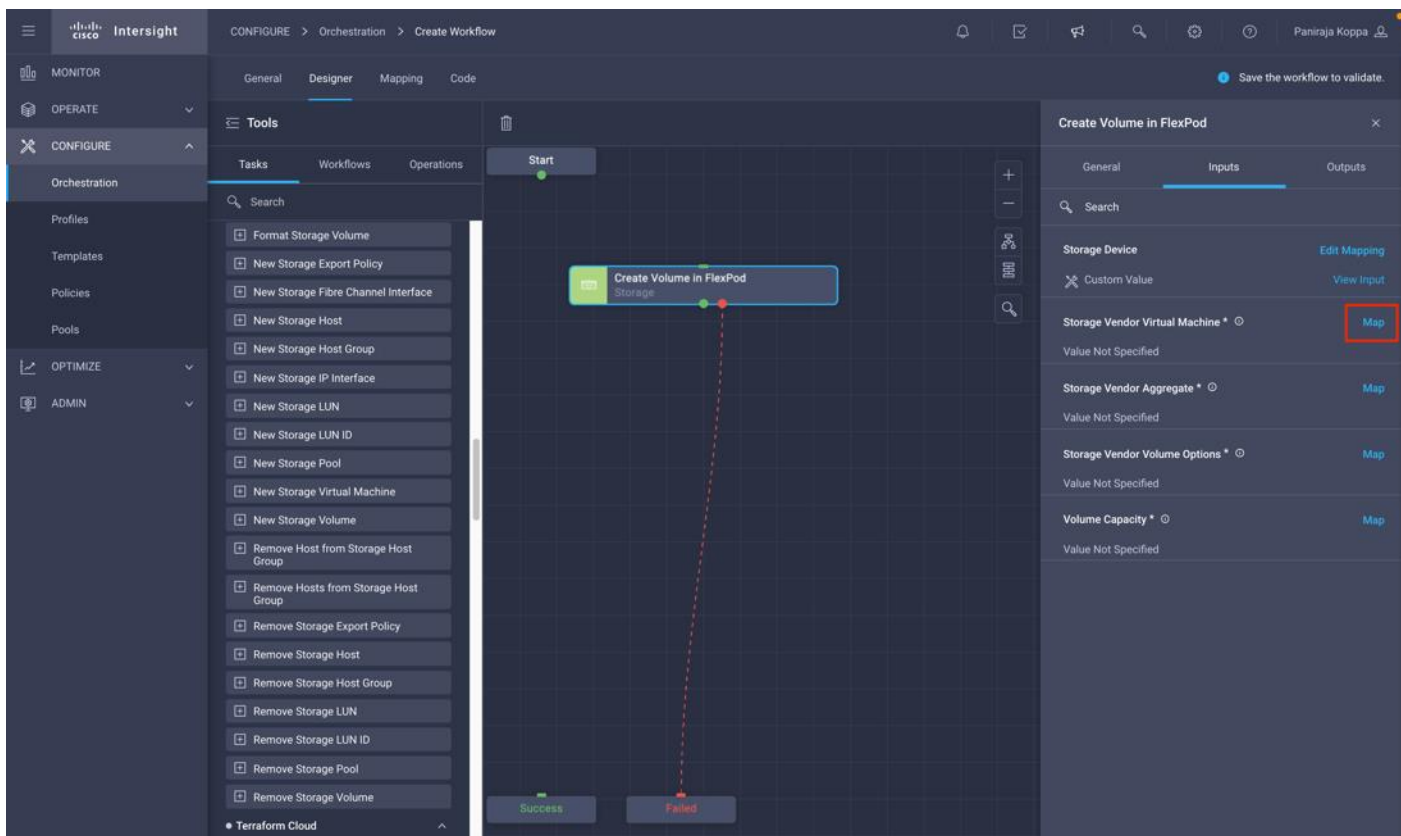 cisco Intersight
CONFIGURE > Orchestration > Create Workflow
Paniraja Koppa
MONITOR
OPERATE
CONFIGURE
Orchestration
Profiles
Templates
Policies
Pools
OPTIMIZE
ADMIN
General Designer Mapping Code
Save the workflow to validate.
Tools
Tasks Workflows Operations
Search
Format Storage Volume
New Storage Export Policy
New Storage Fibre Channel Interface
New Storage Host
New Storage Host Group
New Storage IP Interface
New Storage LUN
New Storage LUN ID
New Storage Pool
New Storage Virtual Machine
New Storage Volume
Remove Host from Storage Host
Group
Remove Hosts from Storage Host
Group
Remove Storage Export Policy
Remove Storage Host
Remove Storage Host Group
Remove Storage LUN
Remove Storage LUN ID
Remove Storage Pool
Remove Storage Volume
Terraform Cloud
Start
Create Volume in FlexPod
Storage
Success
Failed
Create Volume in FlexPod
General Inputs Outputs
Search
Storage Device Edit Mapping
Custom Value View Input
Storage Vendor Virtual Machine * Map
Value Not Specified
Storage Vendor Aggregate * Map
Value Not Specified
Storage Vendor Volume Options * Map
Value Not Specified
Volume Capacity * Map
Value Not Specified